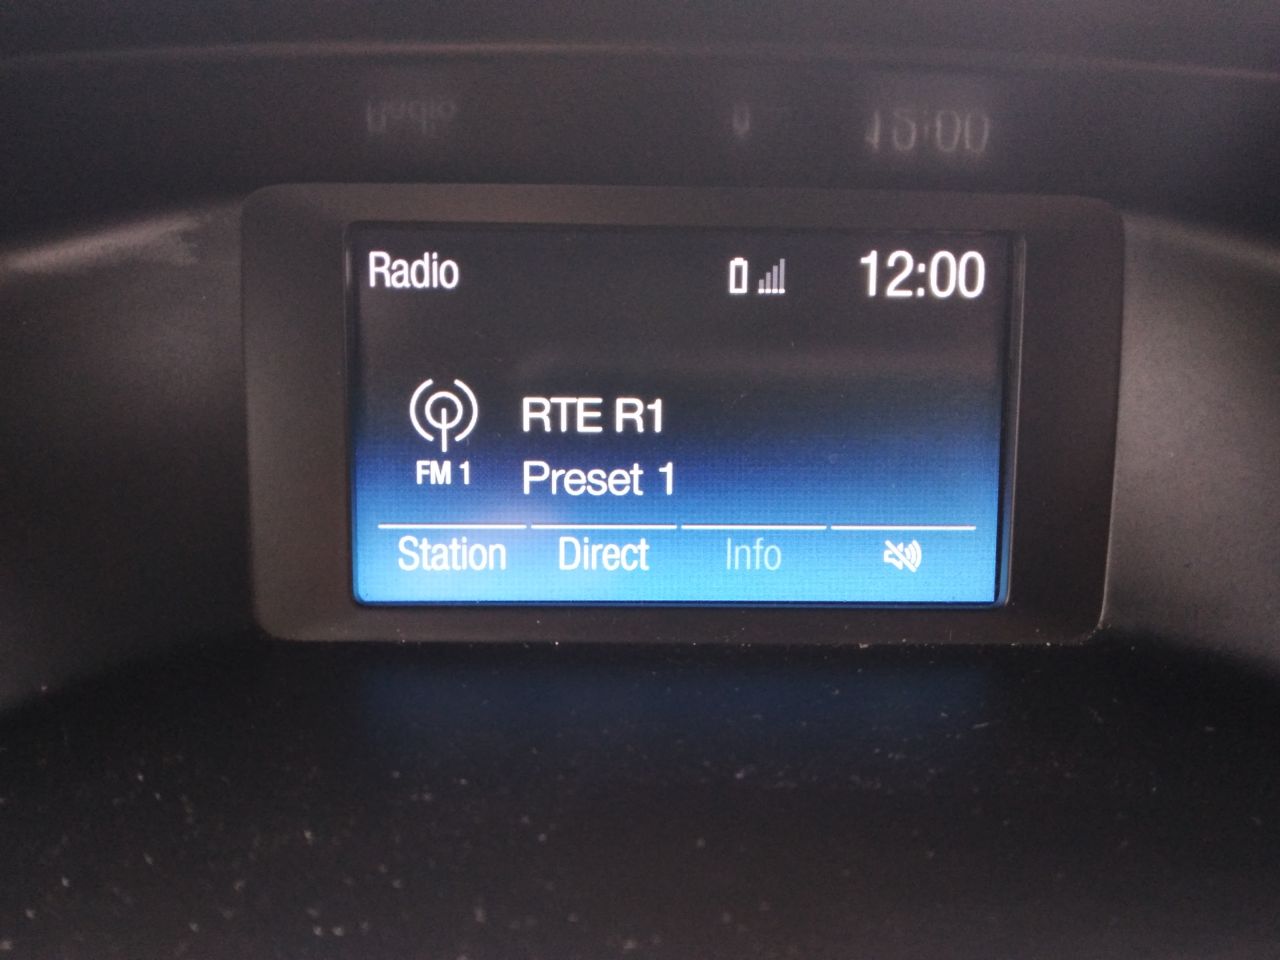 Radio 12:00
RTE R1
FM 1
Preset 1
Station Direct Info